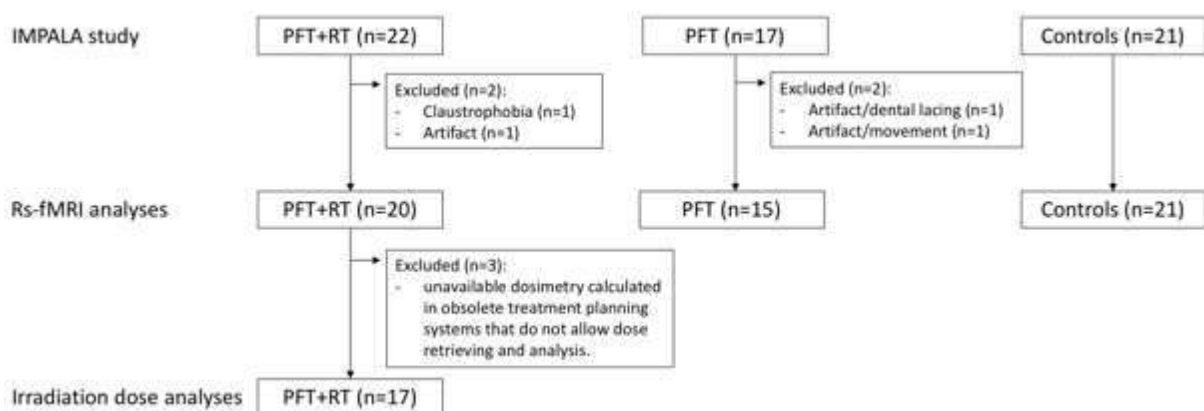 IMPALA study
PFT+RT (n=22)
PFT (n=17)
Controls (n=21)
Excluded (n=2):
- Claustrophobia (n=1)
- Artifact (n=1)
Excluded (n=2):
- Artifact/dental lacing (n=1)
- Artifact/movement (n=1)
Rs-fMRI analyses
PFT+RT (n=20)
PFT (n=15)
Controls (n=21)
Excluded (n=3):
- unavailable dosimetry calculated
in obsolete treatment planning
systems that do not allow dose
retrieving and analysis.
Irradiation dose analyses
PFT+RT (n=17)